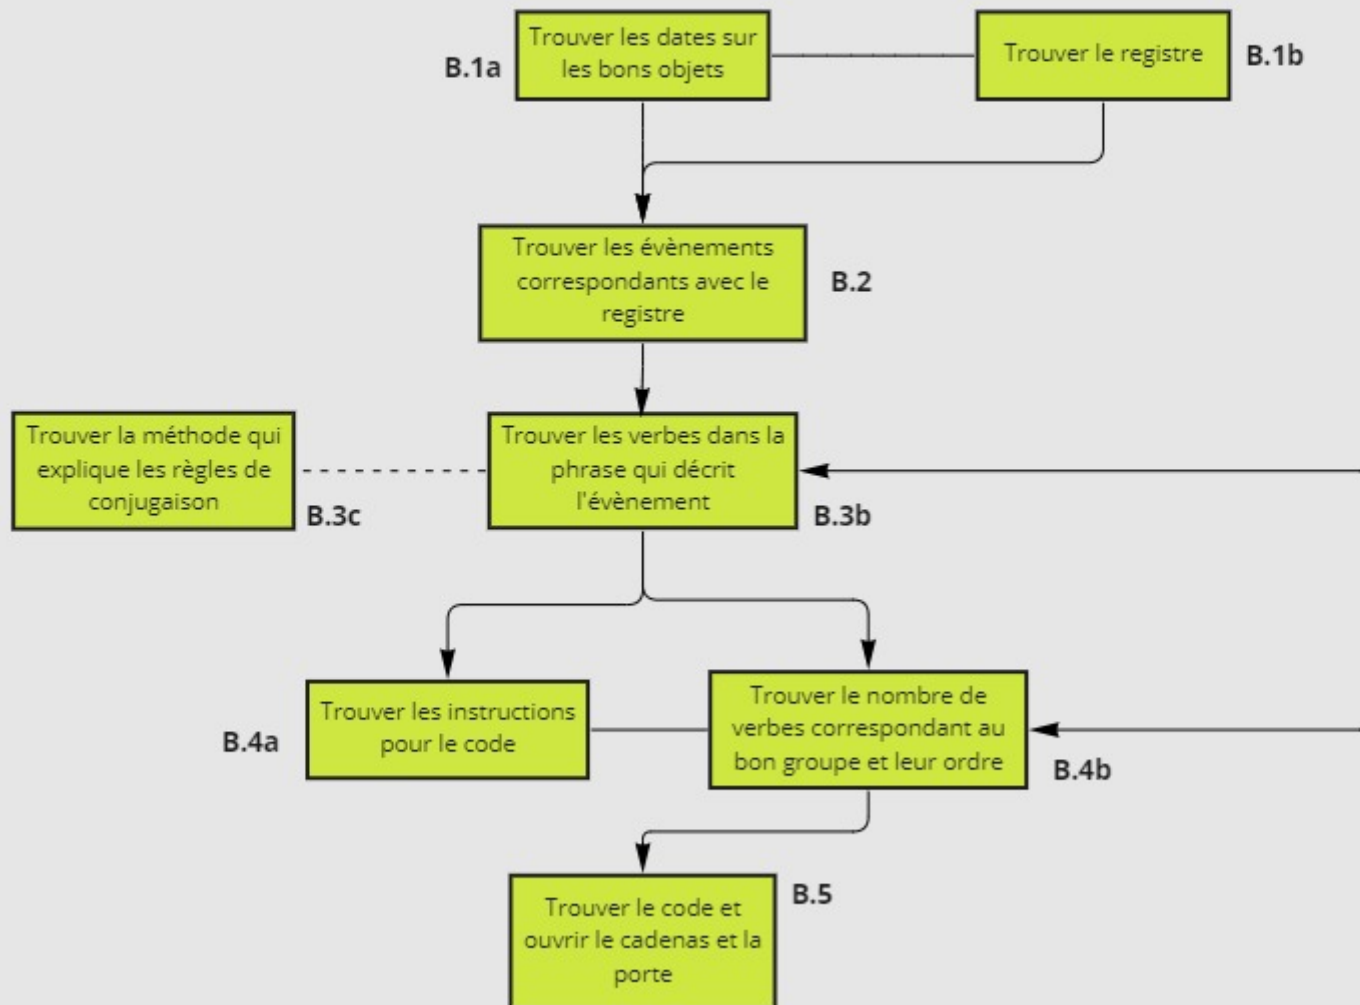 B.1a
Trouver les dates sur
les bons objets
Trouver le registre
B.1b
Trouver les évènements
correspondants avec le
registre
B.2
Trouver la méthode qui
explique les règles de
conjugaison
B.3c
Trouver les verbes dans la
phrase qui décrit
l'évènement
B.3b
B.4a
Trouver les instructions
pour le code
Trouver le nombre de
verbes correspondant au
bon groupe et leur ordre
B.4b
Trouver le code et
ouvrir le cadenas et la
porte
B.5